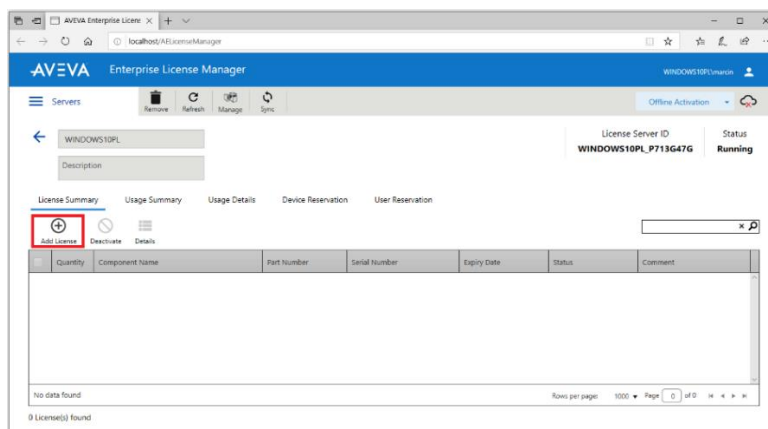 AVEVA Enterprise Licens
localhost/AELicenseManager
AVEVA Enterprise License Manager
WINDOWS10PL\marcin
Servers
Remove Refresh Manage Sync
Offline Activation
WINDOWS10PL
License Server ID Status
WINDOWS10PL_P713G47G Running
Description
License Summary Usage Summary Usage Details Device Reservation User Reservation
Add License Deactivate Details
Quantity Component Name Part Number Serial Number Expiry Date Status Comment
No data found
Rows per page: 1000 Page 0 of 0
0 License(s) found